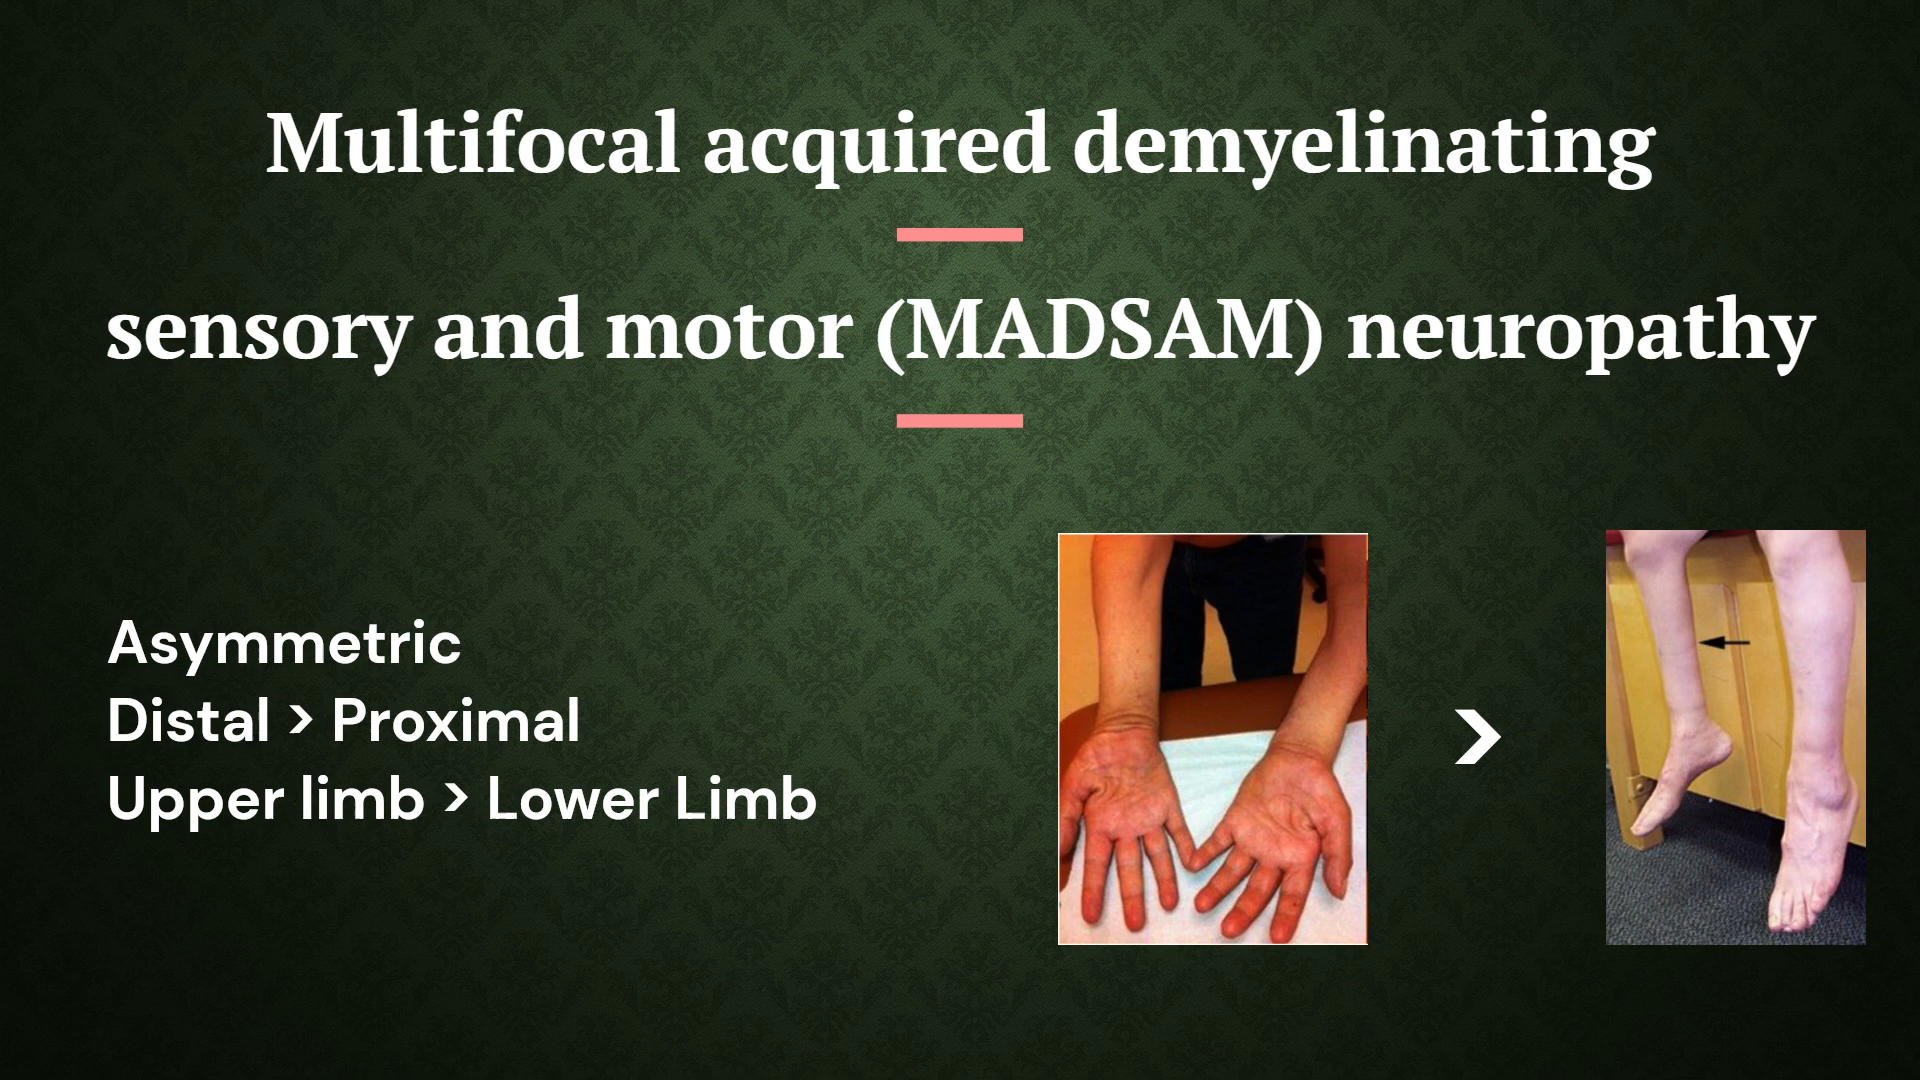 Multifocal acquired demyelinating
sensory and motor (MADSAM) neuropathy
Asymmetric
Distal > Proximal
Upper limb > Lower Limb
>